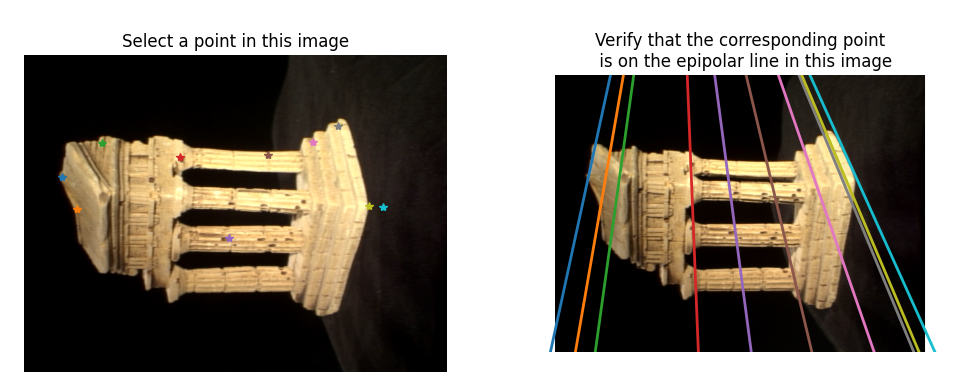 Select a point in this image
Verify that the corresponding point
is on the epipolar line in this image